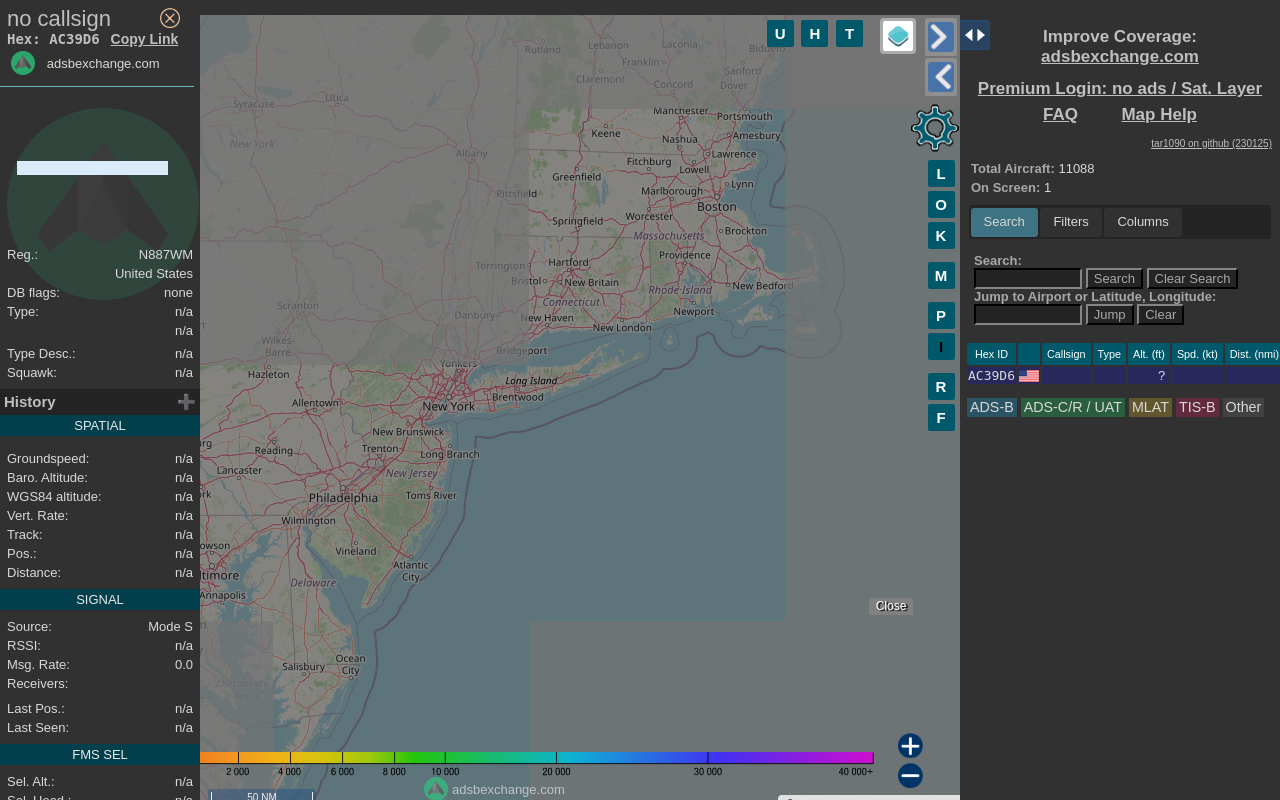 no callsign
Hex: AC39D6 Copy Link
adsbexchange.com
Reg.: N887WM
United States
DB flags: none
Type: n/a
n/a
Type Desc.: n/a
Squawk: n/a
History
SPATIAL
Groundspeed: n/a
Baro. Altitude: n/a
WGS84 altitude: n/a
Vert. Rate: n/a
Track: n/a
Pos.: n/a
Distance: n/a
SIGNAL
Source: Mode S
RSSI: n/a
Msg. Rate: 0.0
Receivers:
Last Pos.: n/a
Last Seen: n/a
FMS SEL
Sel. Alt.: n/a
U H T
L
O
K
M
P
I
R
F
Rutland
Lebanon
Laconia
Franklin
Claremont
Concord
Sanford
Dover
Syracuse
Utica
New York
Albany
Manchester
Portsmouth
Keene
Nashua
Amesbury
Fitchburg
Lawrence
Greenfield
Lowell
Pittsfield
Marlborough
Lynn
Springfield
Worcester
Boston
Massachusetts
Brockton
Torrington
Hartford
Providence
Bristol
New Britain
New Bedford
Connecticut
Rhode Island
Scranton
Danbury
New Haven
New London
Newport
Wilkes-
Barre
Bridgeport
Yonkers
Hazleton
Long Island
Brentwood
Allentown
New York
New Brunswick
Reading
Trenton
Long Branch
Lancaster
New Jersey
Philadelphia
Toms River
Wilmington
Vineland
Atlantic
City
Delaware
Annapolis
Ocean
City
Salisbury
Chesapeake
Close
2 000 4 000 6 000 8 000 10 000 20 000 30 000 40 000+
adsbexchange.com
50 NM
Improve Coverage:
adsbexchange.com
Premium Login: no ads / Sat. Layer
FAQ Map Help
tar1090 on github (230125)
Total Aircraft: 11088
On Screen: 1
Search Filters Columns
Search:
Search Clear Search
Jump to Airport or Latitude, Longitude:
Jump Clear
Hex ID Callsign Type Alt. (ft) Spd. (kt) Dist. (nmi)
AC39D6 ?
ADS-B ADS-C/R / UAT MLAT TIS-B Other